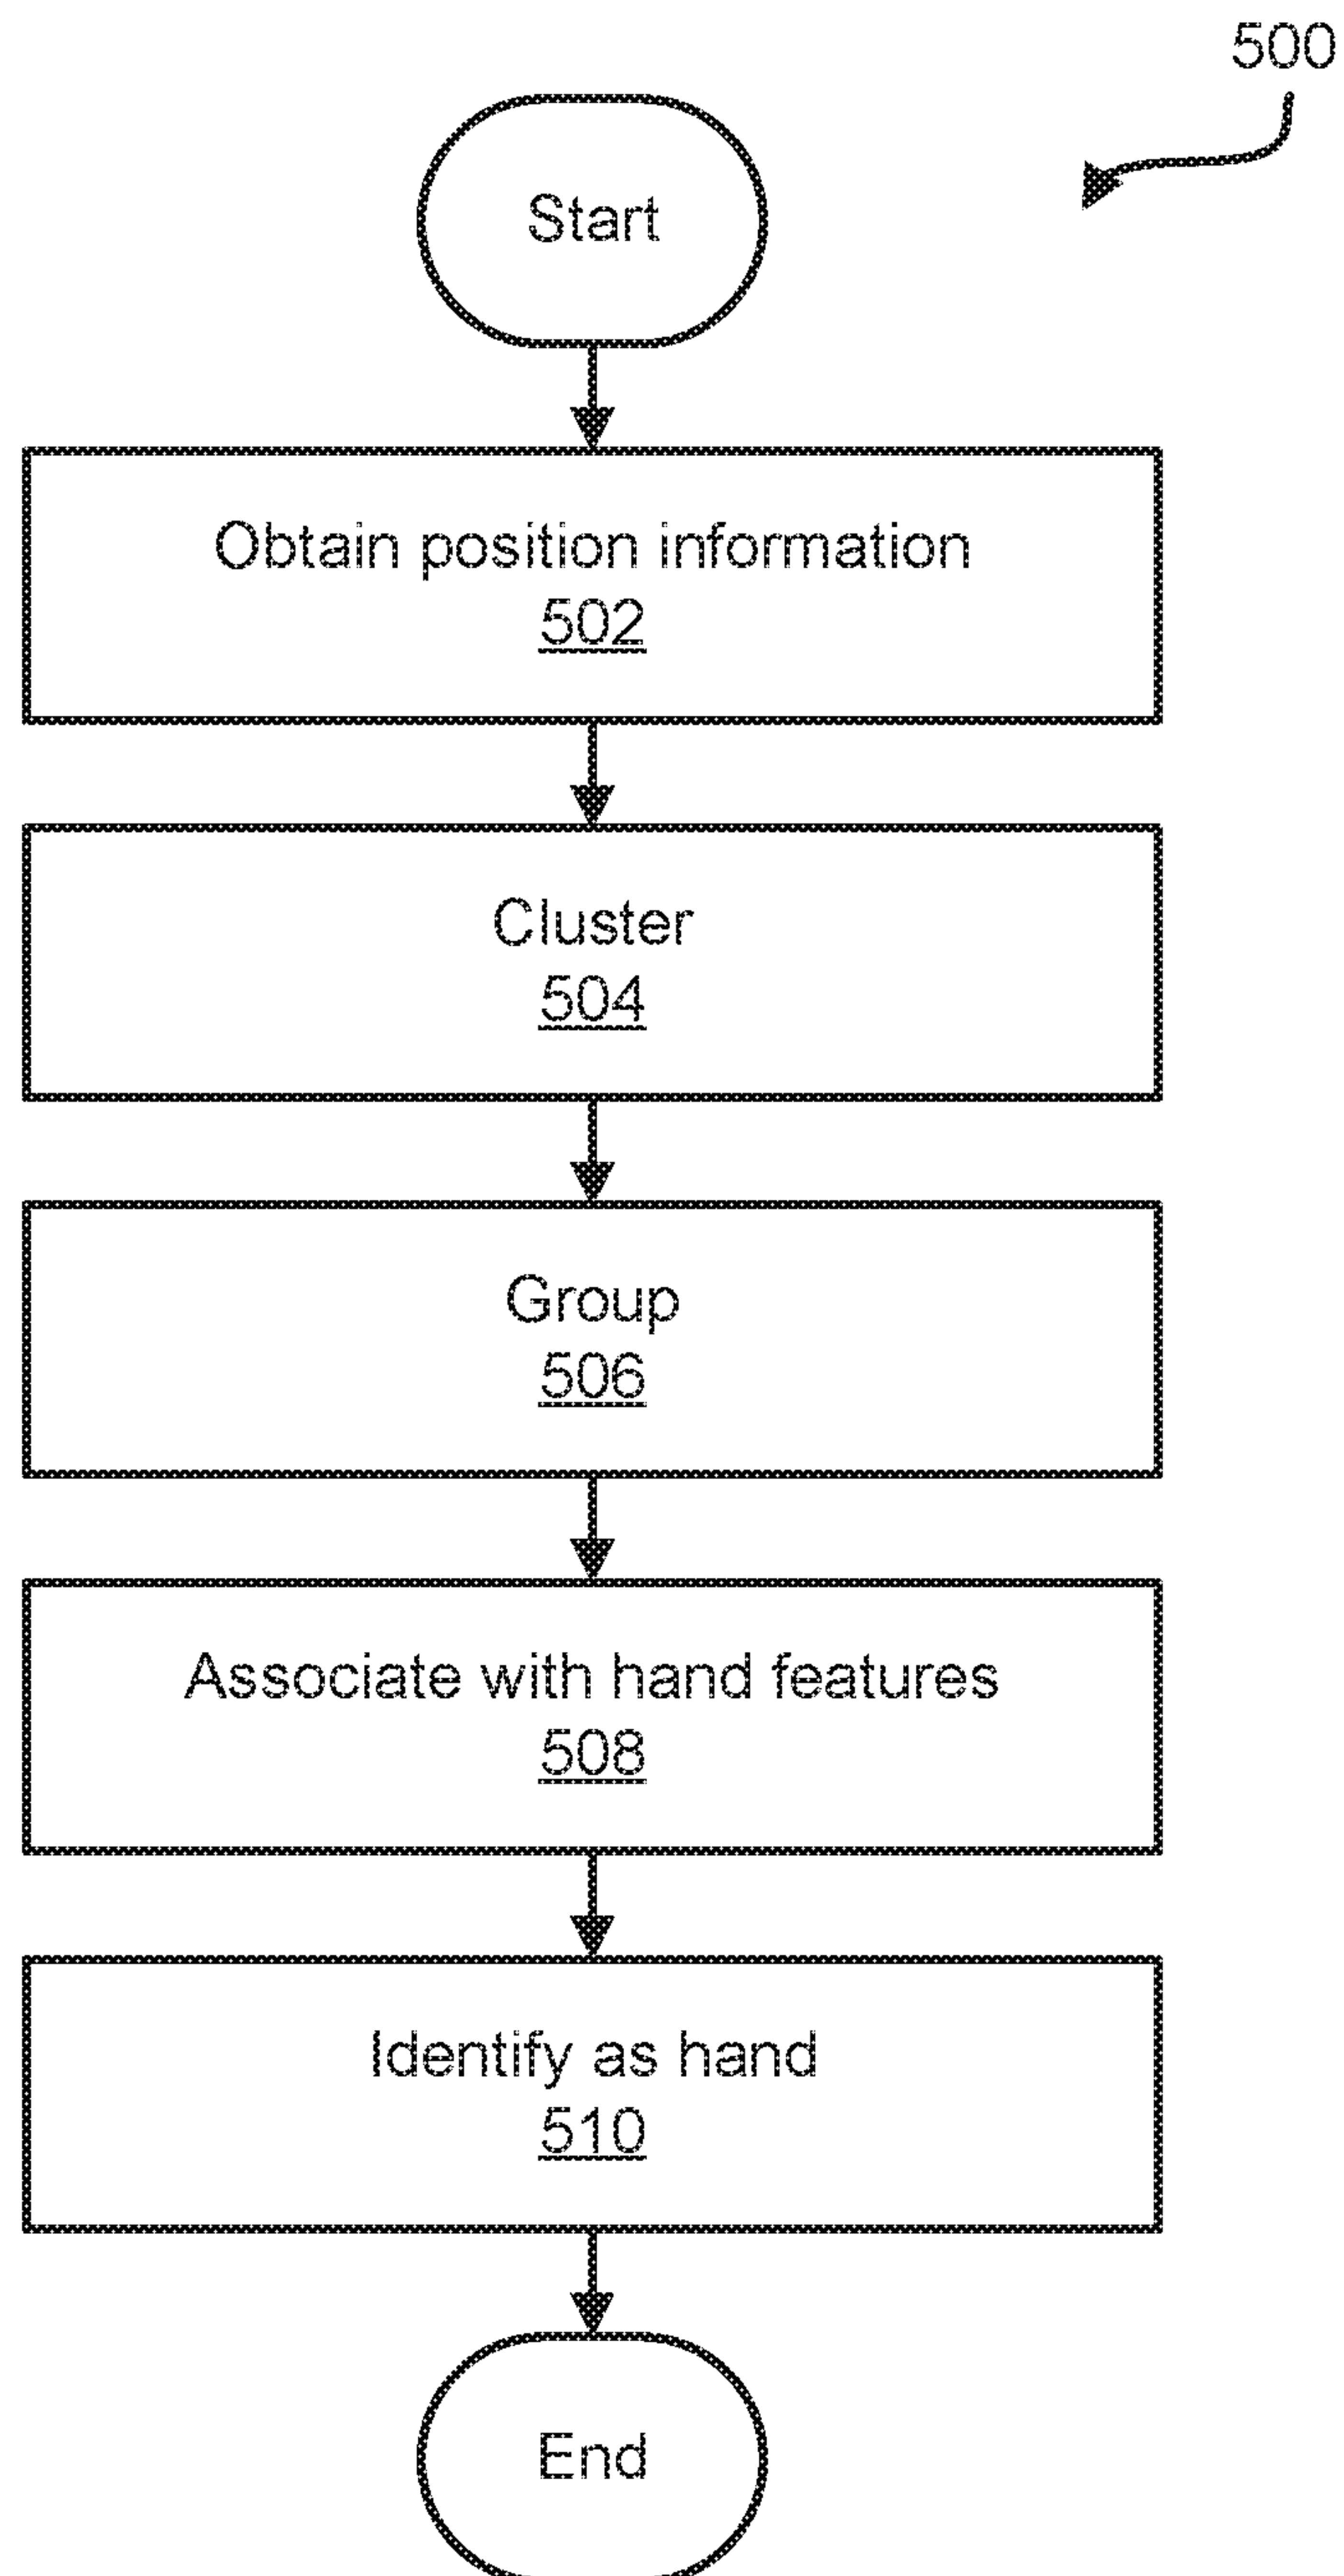 500
Start
Obtain position information
502
Cluster
504
Group
506
Associate with hand features
508
Identify as hand
510
End